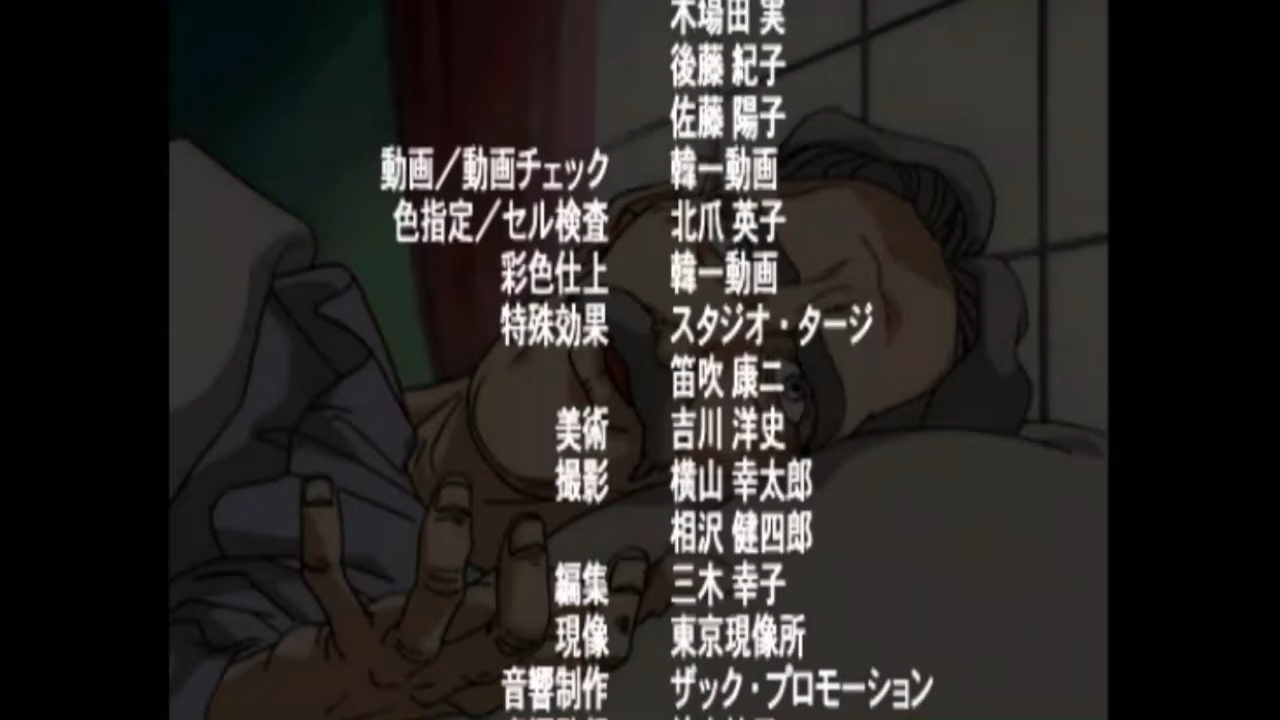 木場田 実
後藤 紀子
佐藤 陽子
動画／動画チェック 韓一動画
色指定／セル検査 北爪 英子
彩色仕上 韓一動画
特殊効果 スタジオ・タージ
笛吹 康二
美術 吉川 洋史
撮影 横山 幸太郎
相沢 健四郎
編集 三木 幸子
現像 東京現像所
音響制作 ザック・プロモーション